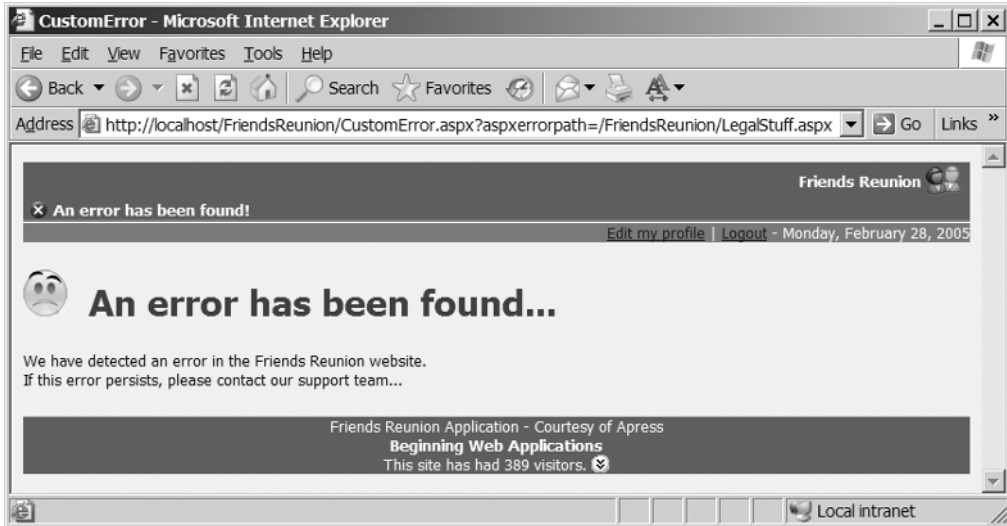 CustomError - Microsoft Internet Explorer
File Edit View Favorites Tools Help
Back Search Favorites
Address http://localhost/FriendsReunion/CustomError.aspx?aspxerrorpath=/FriendsReunion/LegalStuff.aspx Go Links »
Friends Reunion
An error has been found!
Edit my profile | Logout - Monday, February 28, 2005
An error has been found...
We have detected an error in the Friends Reunion website.
If this error persists, please contact our support team...
Friends Reunion Application - Courtesy of Apress
Beginning Web Applications
This site has had 389 visitors.
Local intranet